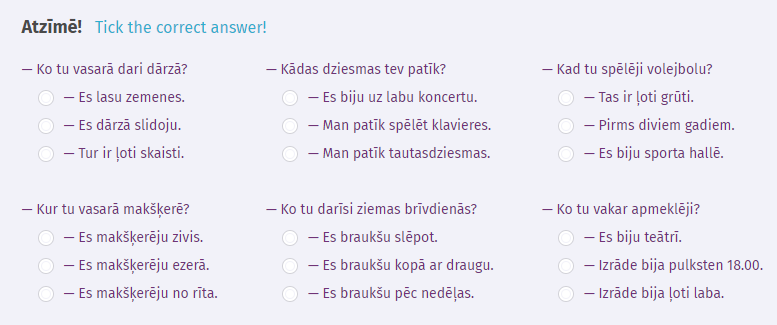 Atzīmē! Tick the correct answer!
— Ko tu vasarā dari dārzā?
— Es lasu zemenes.
— Es dārzā slidoju.
— Tur ir ļoti skaisti.
— Kādas dziesmas tev patīk?
— Es biju uz labu koncertu.
— Man patīk spēlēt klavieres.
— Man patīk tautasdziesmas.
— Kad tu spēlēji volejbolu?
— Tas ir ļoti grūti.
— Pirms diviem gadiem.
— Es biju sporta hallē.
— Kur tu vasarā makšķerē?
— Es makšķerēju zivis.
— Es makšķerēju ezerā.
— Es makšķerēju no rīta.
— Ko tu darīsi ziemas brīvdienās?
— Es braukšu slēpot.
— Es braukšu kopā ar draugu.
— Es braukšu pēc nedēļas.
— Ko tu vakar apmeklēji?
— Es biju teātrī.
— Izrāde bija pulksten 18.00.
— Izrāde bija ļoti laba.